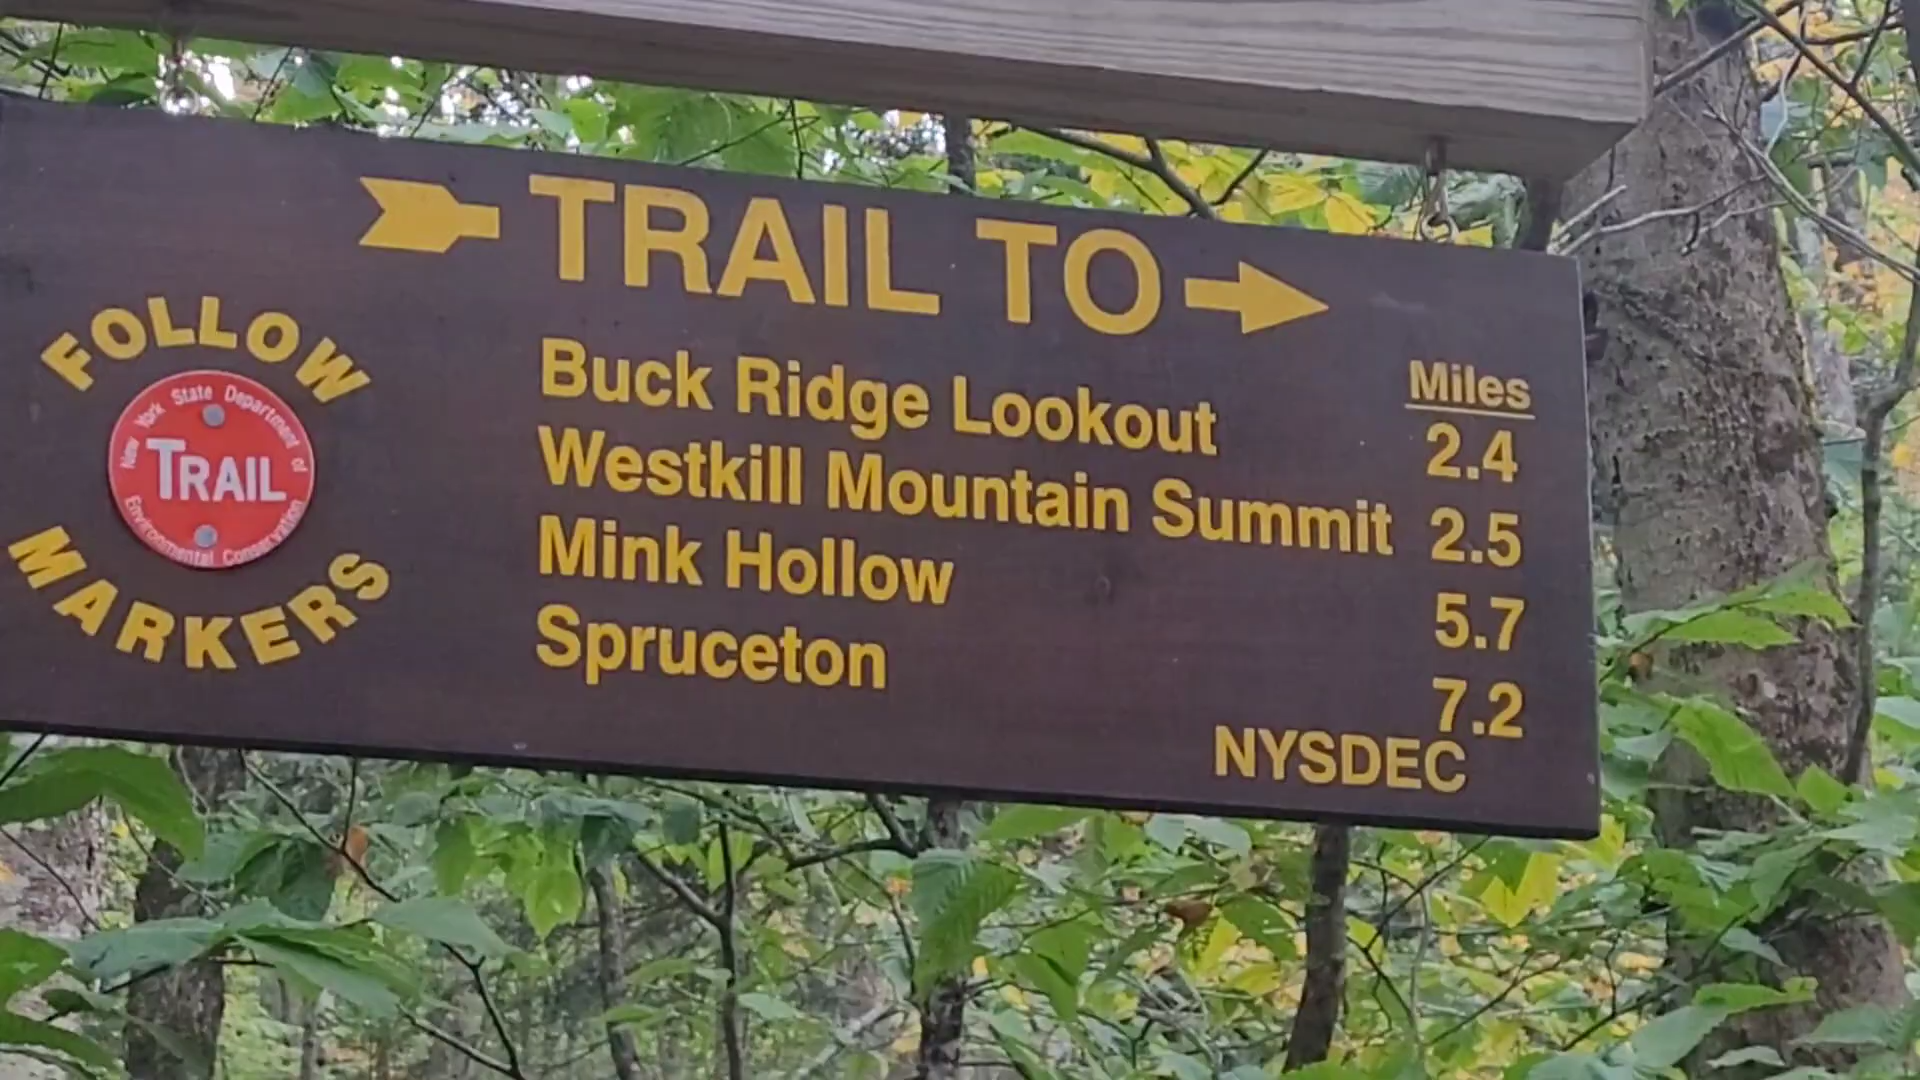 TRAIL TO
FOLLOW
New York State Department of
TRAIL
Environmental Conservation
MARKERS
Miles
Buck Ridge Lookout 2.4
Westkill Mountain Summit 2.5
Mink Hollow 5.7
Spruceton 7.2
NYSDEC